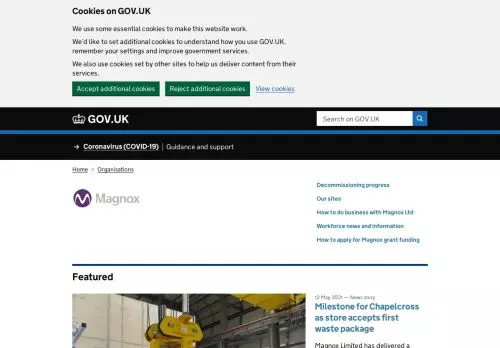 Cookies on GOV.UK
We use some essential cookies to make this website work.
We'd like to set additional cookies to understand how you use GOV.UK,
remember your settings and improve government services.
We also use cookies set by other sites to help us deliver content from their
services.
Accept additional cookies
Reject additional cookies
View cookies
GOV.UK
Search on GOV.UK
→ Coronavirus (COVID-19) | Guidance and support
Home > Organisations
Magnox
Decommissioning progress
Our sites
How to do business with Magnox Ltd
Workforce news and information
How to apply for Magnox grant funding
Featured
12 May 2021 — News story
Milestone for Chapelcross
as store accepts first
waste package
Magnox Limited has delivered a